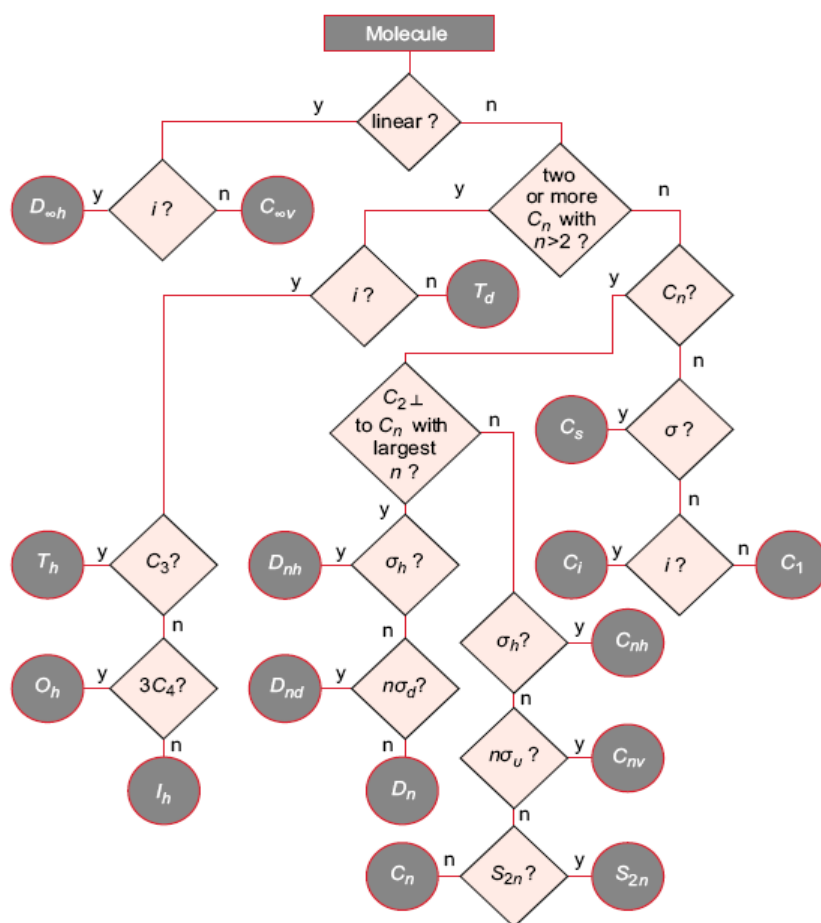 Molecule
y
n
linear ?
D∞h
y
i ?
n
C∞v
y
two
or more
Cn with
n>2 ?
n
y
i ?
n
Td
y
Cn?
n
C2 ⊥
to Cn with
largest
n ?
n
Cs
y
σ ?
y
n
Th
y
C3?
Dnh
y
σh ?
Ci
y
i ?
n
C1
n
n
σh?
y
Cnh
Oh
y
3C4?
Dnd
y
nσd?
n
n
n
nσu ?
y
Cnv
Ih
Dn
n
Cn
n
S2n ?
y
S2n